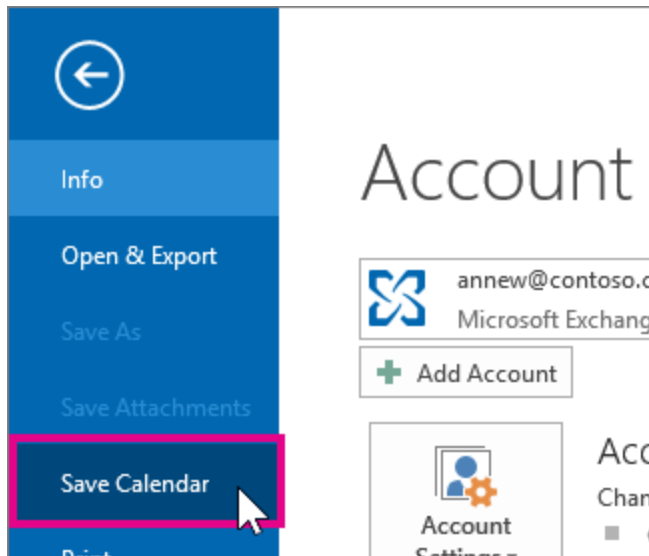 Info
Open & Export
Save As
Save Attachments
Save Calendar
Account
annew@contoso.
Microsoft Exchang
Add Account
Account
Settings
Acc
Chan